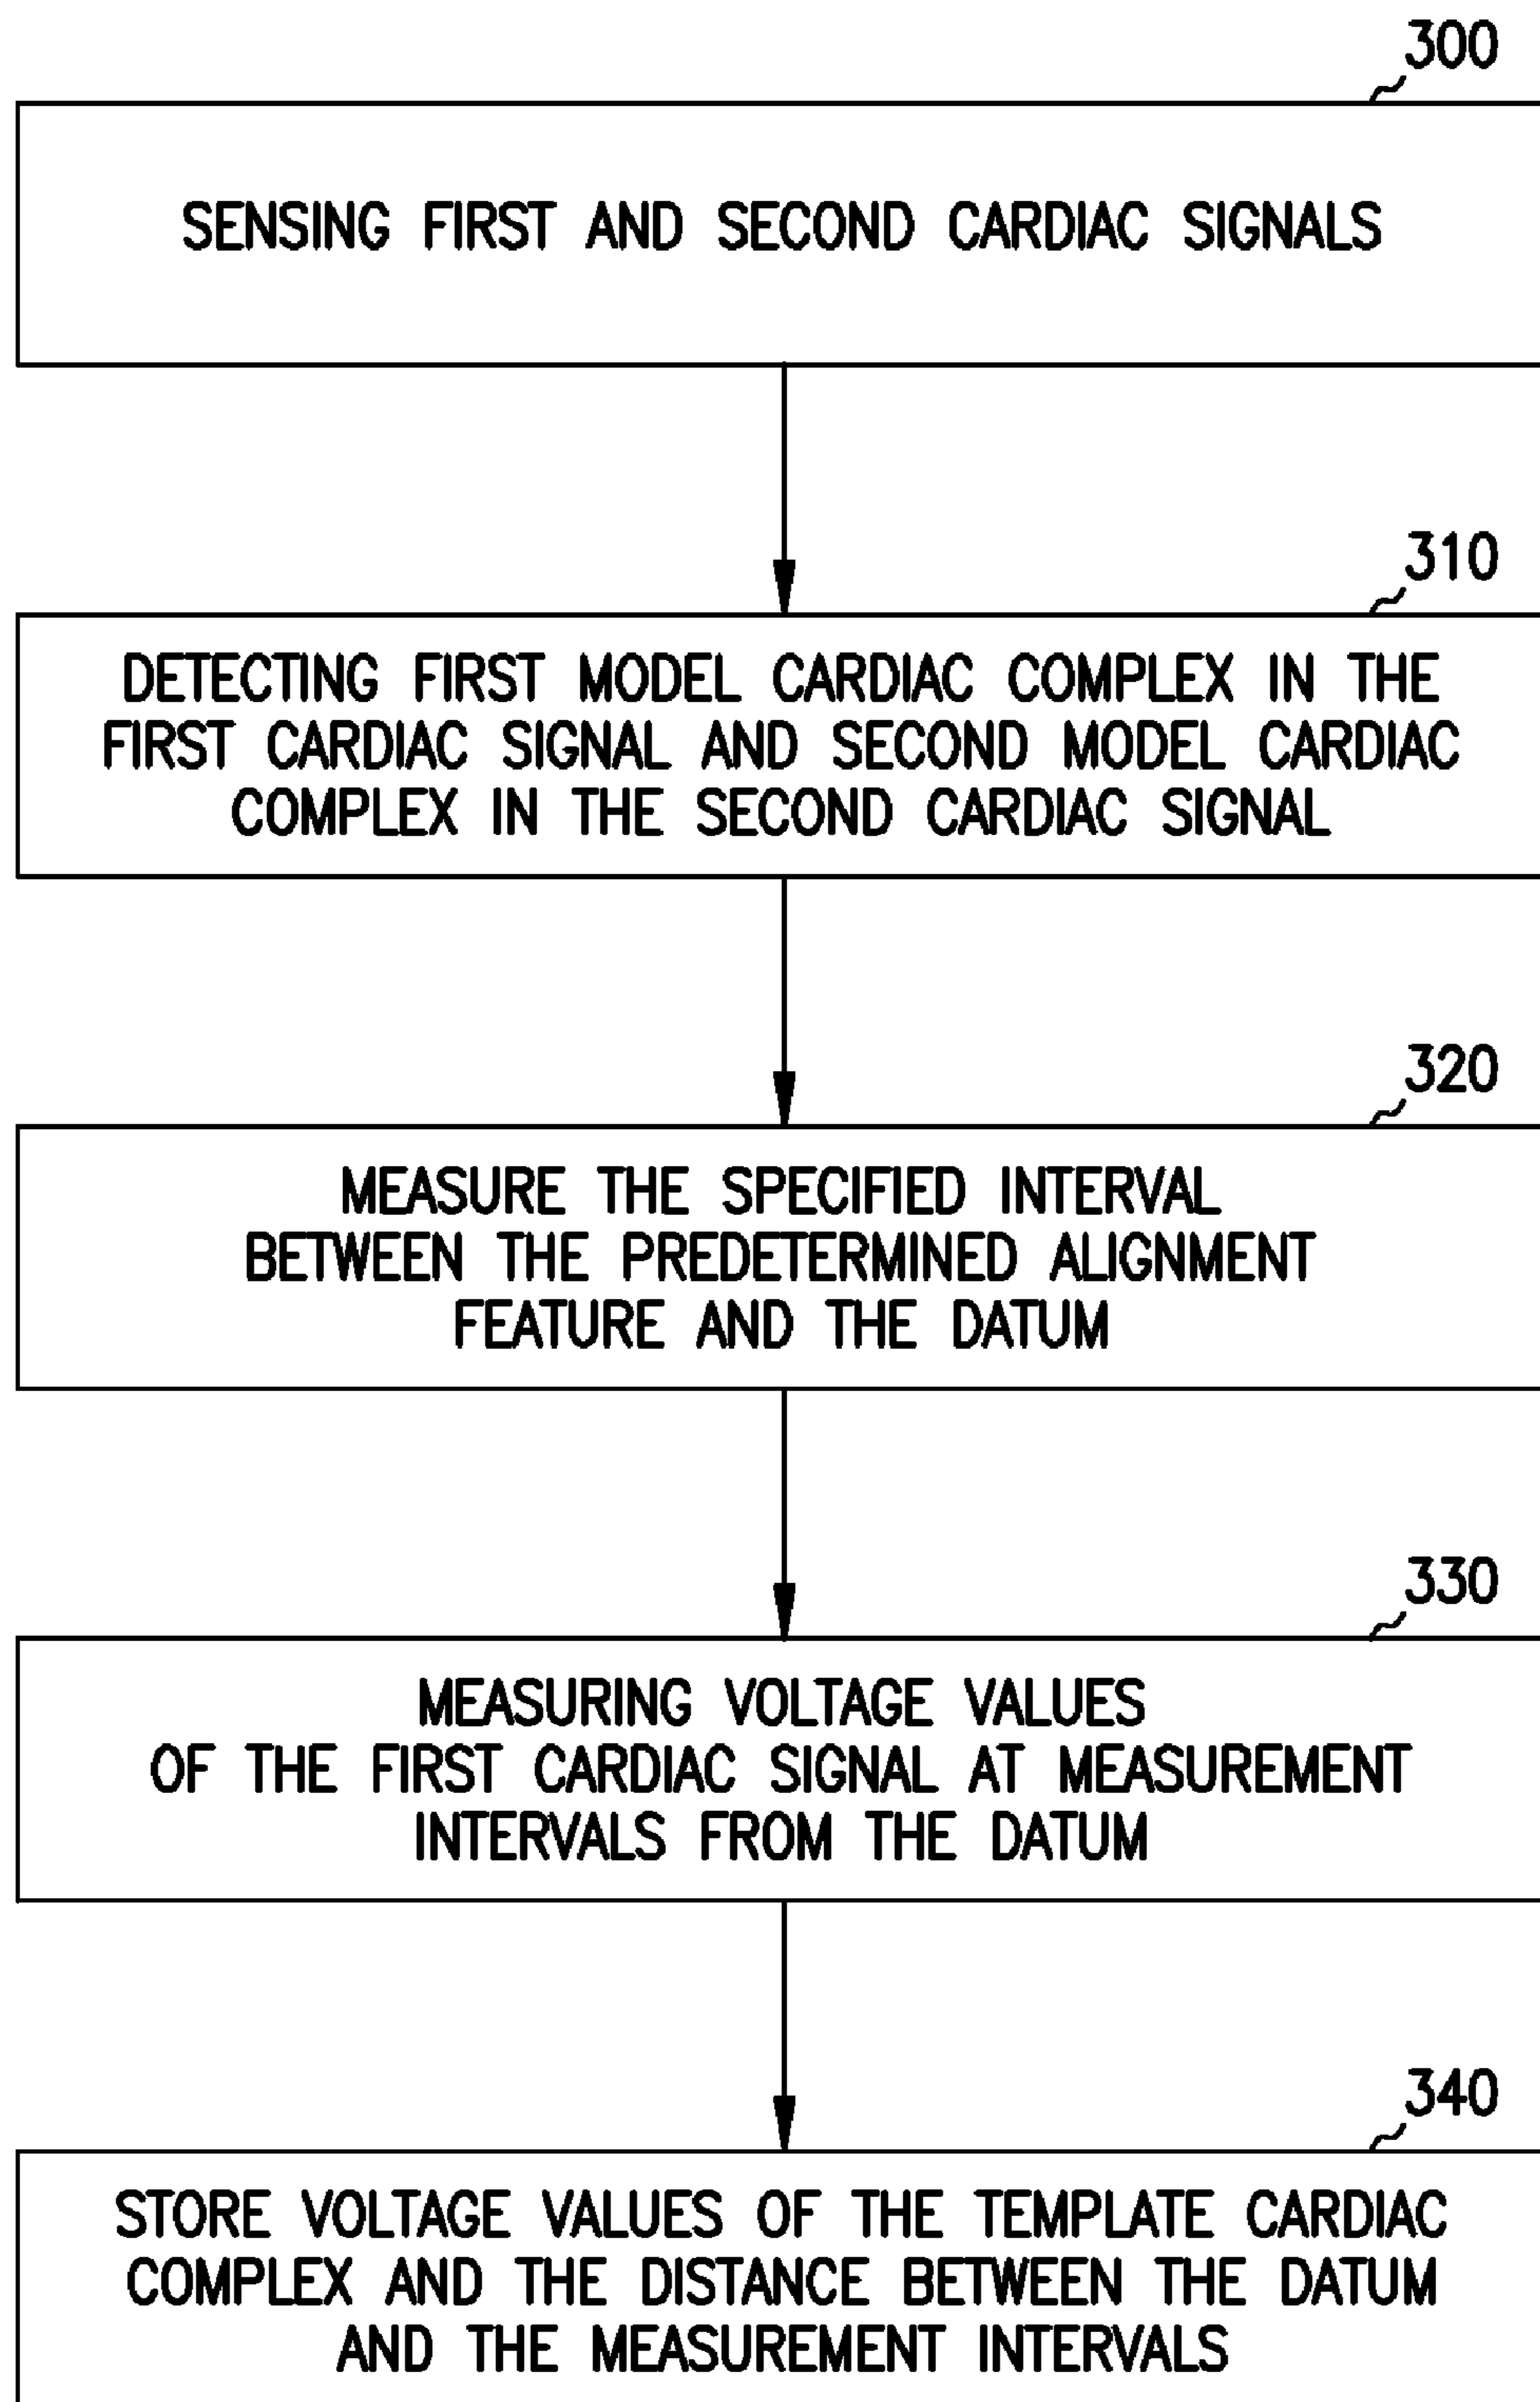 300
SENSING FIRST AND SECOND CARDIAC SIGNALS
310
DETECTING FIRST MODEL CARDIAC COMPLEX IN THE
FIRST CARDIAC SIGNAL AND SECOND MODEL CARDIAC
COMPLEX IN THE SECOND CARDIAC SIGNAL
320
MEASURE THE SPECIFIED INTERVAL
BETWEEN THE PREDETERMINED ALIGNMENT
FEATURE AND THE DATUM
330
MEASURING VOLTAGE VALUES
OF THE FIRST CARDIAC SIGNAL AT MEASUREMENT
INTERVALS FROM THE DATUM
340
STORE VOLTAGE VALUES OF THE TEMPLATE CARDIAC
COMPLEX AND THE DISTANCE BETWEEN THE DATUM
AND THE MEASUREMENT INTERVALS